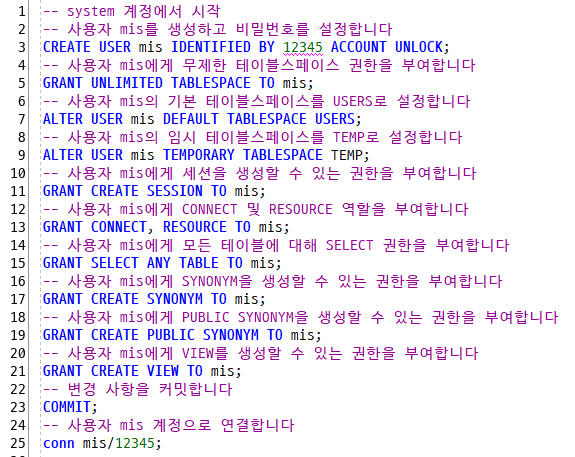 1 -- system 계정에서 시작
2 -- 사용자 mis를 생성하고 비밀번호를 설정합니다
3 CREATE USER mis IDENTIFIED BY 12345 ACCOUNT UNLOCK;
4 -- 사용자 mis에게 무제한 테이블스페이스 권한을 부여합니다
5 GRANT UNLIMITED TABLESPACE TO mis;
6 -- 사용자 mis의 기본 테이블스페이스를 USERS로 설정합니다
7 ALTER USER mis DEFAULT TABLESPACE USERS;
8 -- 사용자 mis의 임시 테이블스페이스를 TEMP로 설정합니다
9 ALTER USER mis TEMPORARY TABLESPACE TEMP;
10 -- 사용자 mis에게 세션을 생성할 수 있는 권한을 부여합니다
11 GRANT CREATE SESSION TO mis;
12 -- 사용자 mis에게 CONNECT 및 RESOURCE 역할을 부여합니다
13 GRANT CONNECT, RESOURCE TO mis;
14 -- 사용자 mis에게 모든 테이블에 대해 SELECT 권한을 부여합니다
15 GRANT SELECT ANY TABLE TO mis;
16 -- 사용자 mis에게 SYNONYM을 생성할 수 있는 권한을 부여합니다
17 GRANT CREATE SYNONYM TO mis;
18 -- 사용자 mis에게 PUBLIC SYNONYM을 생성할 수 있는 권한을 부여합니다
19 GRANT CREATE PUBLIC SYNONYM TO mis;
20 -- 사용자 mis에게 VIEW를 생성할 수 있는 권한을 부여합니다
21 GRANT CREATE VIEW TO mis;
22 -- 변경 사항을 커밋합니다
23 COMMIT;
24 -- 사용자 mis 계정으로 연결합니다
25 conn mis/12345;